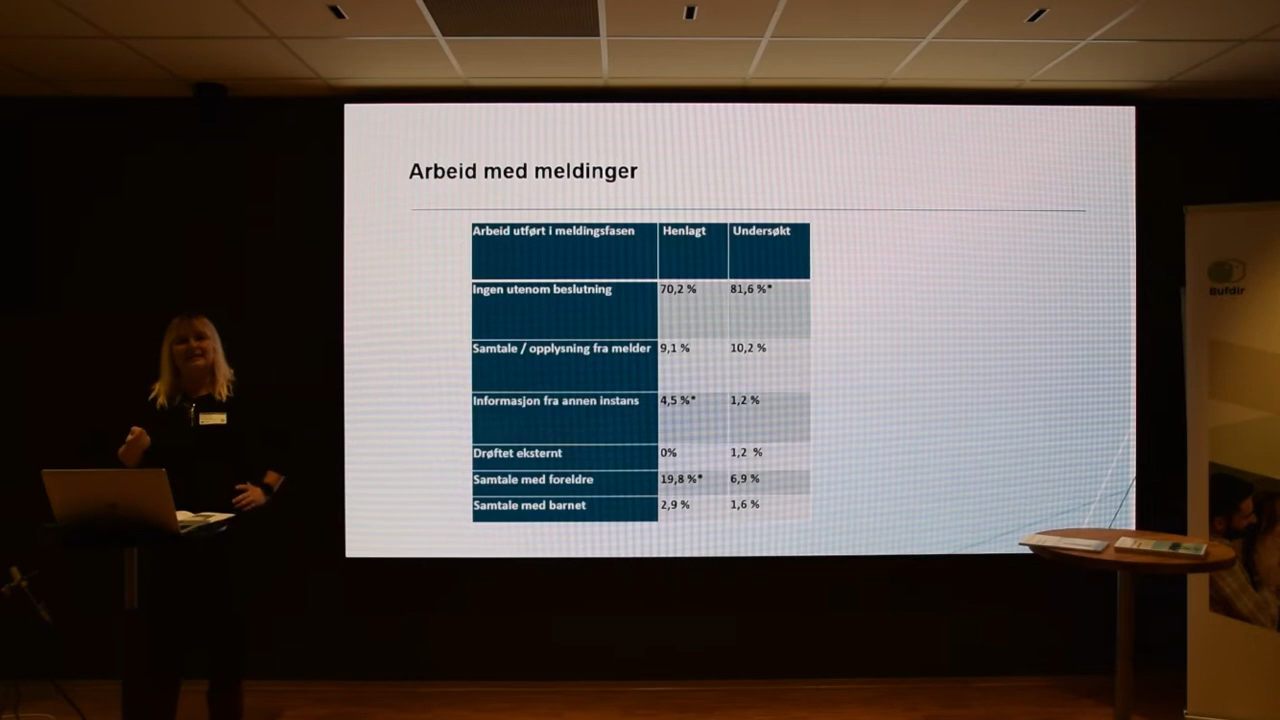 Arbeid med meldinger
Arbeid utført i meldingsfasen Henlagt Undersøkt
Ingen utenom beslutning 70,2 % 81,6 %*
Samtale / opplysning fra melder 9,1 % 10,2 %
Informasjon fra annen instans 4,5 %* 1,2 %
Drøftet eksternt 0% 1,2 %
Samtale med foreldre 19,8 %* 6,9 %
Samtale med barnet 2,9 % 1,6 %
Bufdir